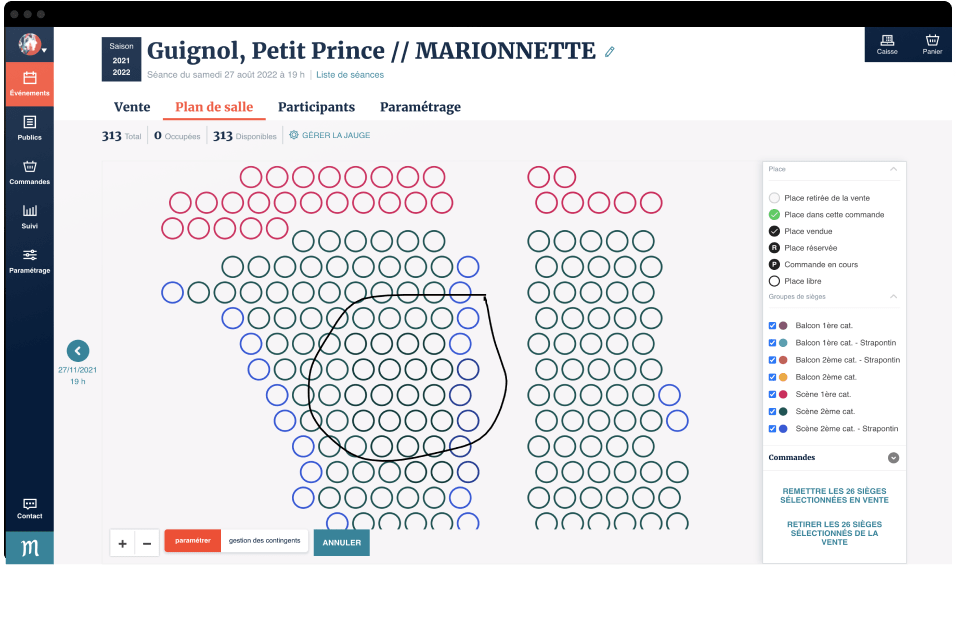 Saison
2021
2022
Guignol, Petit Prince // MARIONNETTE
Séance du samedi 27 août 2022 à 19 h | Liste de séances
Caisse
Panier
Événements
Publics
Commandes
Suivi
Paramétrage
Contact
m
Vente
Plan de salle
Participants
Paramétrage
313 Total
0 Occupées
313 Disponibles
GÉRER LA JAUGE
27/11/2021
19 h
Place
Place retirée de la vente
Place dans cette commande
Place vendue
R Place réservée
P Commande en cours
Place libre
Groupes de sièges
Balcon 1ère cat.
Balcon 1ère cat. - Strapontin
Balcon 2ème cat. - Strapontin
Balcon 2ème cat.
Scène 1ère cat.
Scène 2ème cat.
Scène 2ème cat. - Strapontin
Commandes
REMETTRE LES 26 SIÈGES
SÉLECTIONNÉES EN VENTE
RETIRER LES 26 SIÈGES
SÉLECTIONNÉS DE LA
VENTE
+ −
paramétrer
gestion des contingents
ANNULER